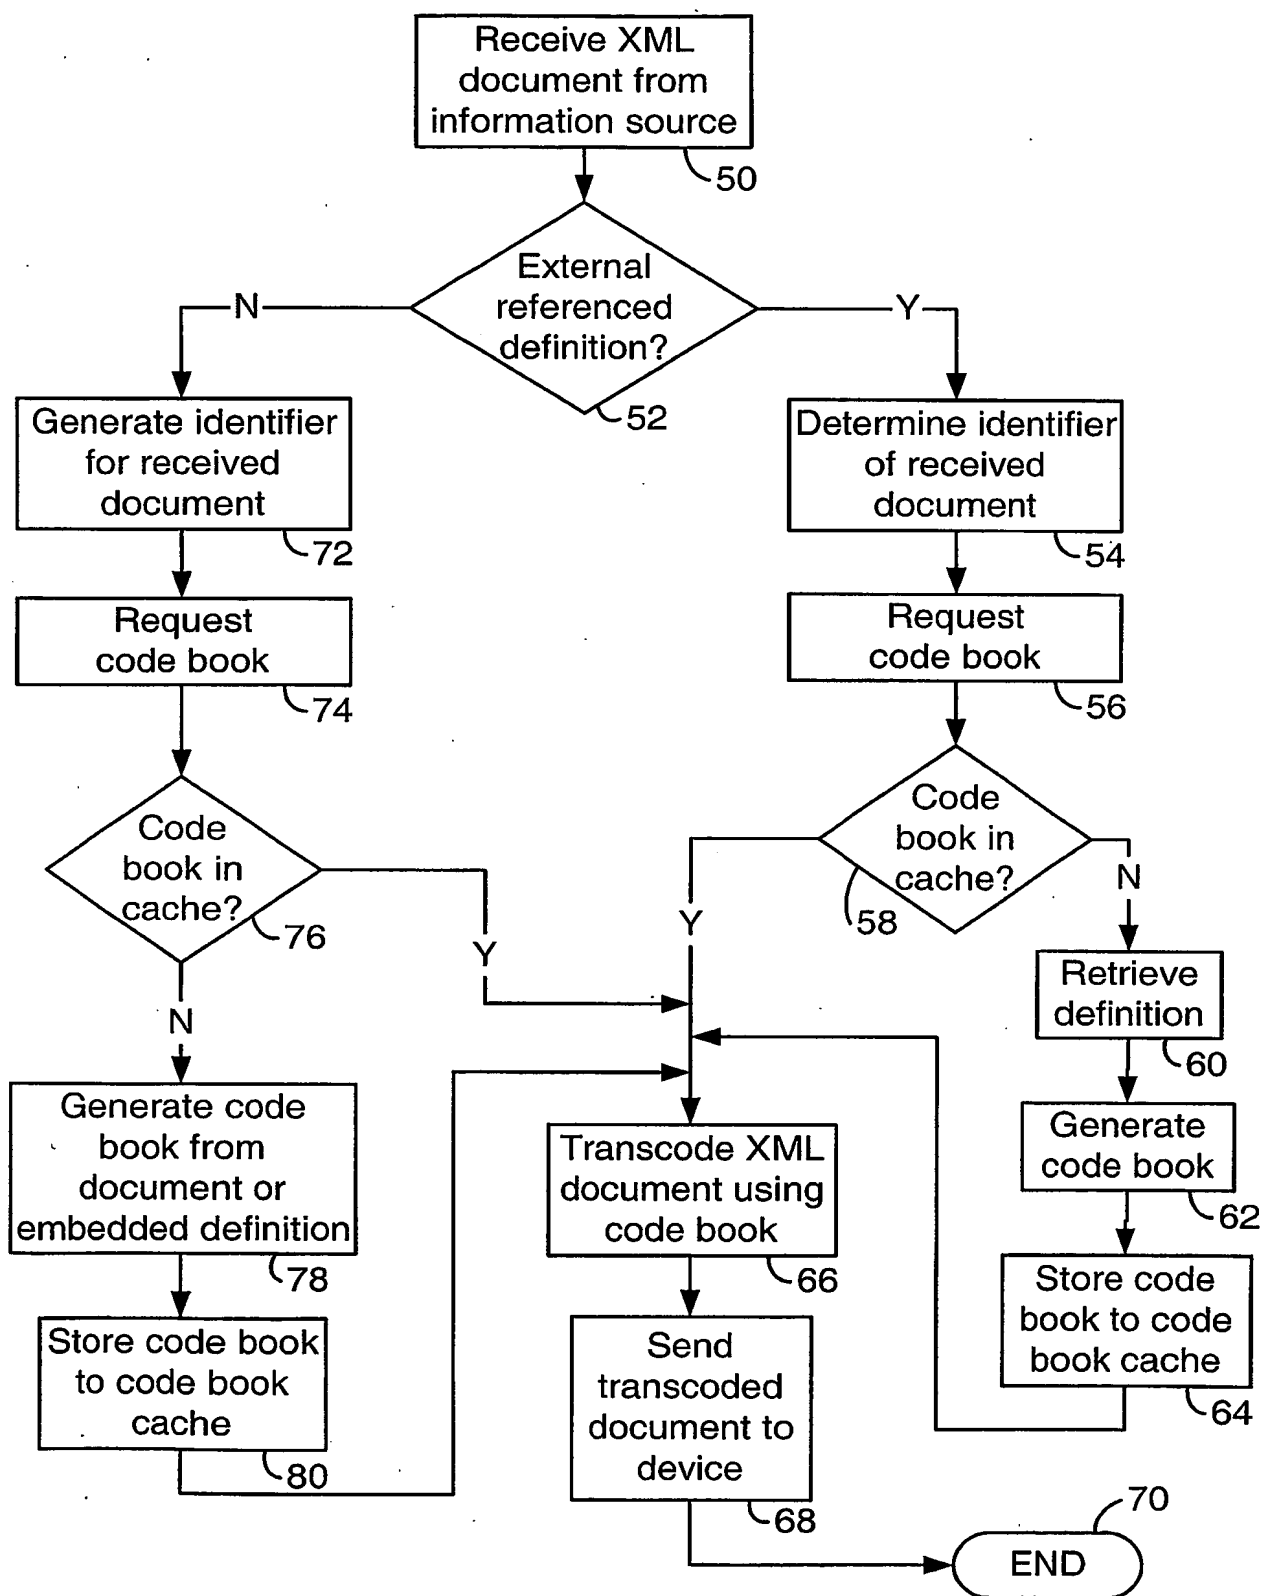 Receive XML
document from
information source
50
External
referenced
definition?
52
N
Y
Generate identifier
for received
document
72
Determine identifier
of received
document
54
Request
code book
74
Request
code book
56
Code
book in
cache?
76
Code
book in
cache?
58
Y
N
Y
N
Retrieve
definition
60
Generate code
book from
document or
embedded definition
78
Transcode XML
document using
code book
66
Generate
code book
62
Store code book
to code book
cache
80
Send
transcoded
document to
device
68
Store code
book to code
book cache
64
70
END